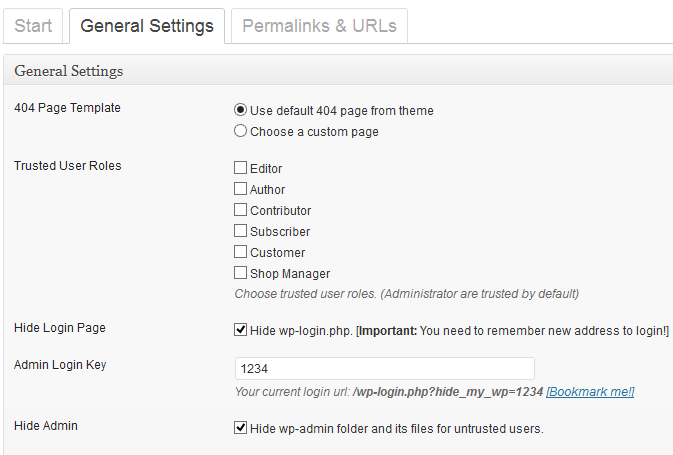 Start General Settings Permalinks & URLs
General Settings
404 Page Template Use default 404 page from theme
Choose a custom page
Trusted User Roles Editor
Author
Contributor
Subscriber
Customer
Shop Manager
Choose trusted user roles. (Administrator are trusted by default)
Hide Login Page Hide wp-login.php. [Important: You need to remember new address to login!]
Admin Login Key 1234
Your current login url: /wp-login.php?hide_my_wp=1234 [Bookmark me!]
Hide Admin Hide wp-admin folder and its files for untrusted users.